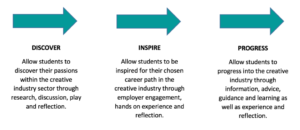 DISCOVER
Allow students to
discover their passions
within the creative
industry sector through
research, discussion, play
and reflection.
INSPIRE
Allow students to be
inspired for their chosen
career path in the
creative industry through
employer engagement,
hands on experience and
reflection.
PROGRESS
Allow students to
progress into the creative
industry through
information, advice,
guidance and learning as
well as experience and
reflection.